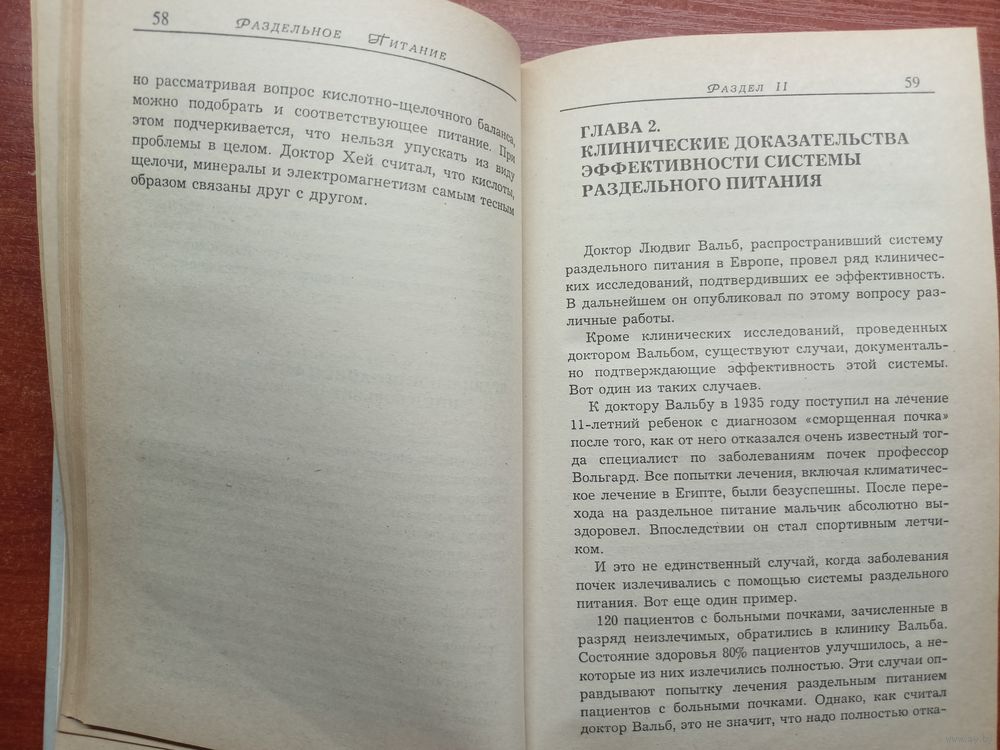 58
Раздельное Питание
но рассматривая вопрос кислотно-щелочного баланса,
можно подобрать и соответствующее питание. При
этом подчеркивается, что нельзя упускать из виду
проблемы в целом. Доктор Хей считал, что кислоты,
щелочи, минералы и электромагнетизм самым тесным
образом связаны друг с другом.
Раздел II
59
ГЛАВА 2.
КЛИНИЧЕСКИЕ ДОКАЗАТЕЛЬСТВА
ЭФФЕКТИВНОСТИ СИСТЕМЫ
РАЗДЕЛЬНОГО ПИТАНИЯ
Доктор Людвиг Вальб, распространивший систему
раздельного питания в Европе, провел ряд клиничес-
ких исследований, подтвердивших ее эффективность.
В дальнейшем он опубликовал по этому вопросу раз-
личные работы.
Кроме клинических исследований, проведенных
доктором Вальбом, существуют случаи, документаль-
но подтверждающие эффективность этой системы.
Вот один из таких случаев.
К доктору Вальбу в 1935 году поступил на лечение
11-летний ребенок с диагнозом «сморщенная почка»
после того, как от него отказался очень известный тог-
да специалист по заболеваниям почек профессор
Вольгард. Все попытки лечения, включая климатичес-
кое лечение в Египте, были безуспешны. После пере-
хода на раздельное питание мальчик абсолютно вы-
здоровел. Впоследствии он стал спортивным летчи-
ком.
И это не единственный случай, когда заболевания
почек излечивались с помощью системы раздельного
питания. Вот еще один пример.
120 пациентов с больными почками, зачисленные в
разряд неизлечимых, обратились в клинику Вальба.
Состояние здоровья 80% пациентов улучшилось, а не-
которые из них излечились полностью. Эти случаи оп-
равдывают попытку лечения раздельным питанием
пациентов с больными почками. Однако, как считал
доктор Вальб, это не значит, что надо полностью отка-